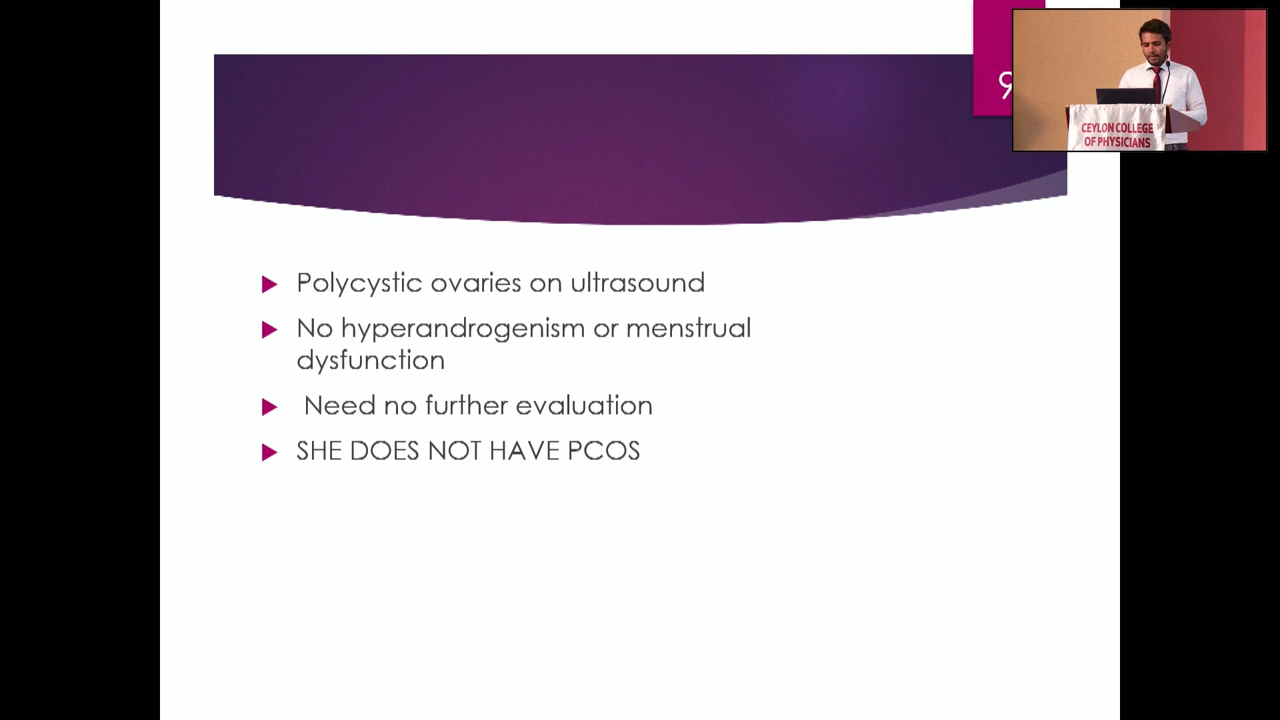 9
CEYLON COLLEGE
OF PHYSICIANS
Polycystic ovaries on ultrasound
No hyperandrogenism or menstrual
dysfunction
Need no further evaluation
SHE DOES NOT HAVE PCOS